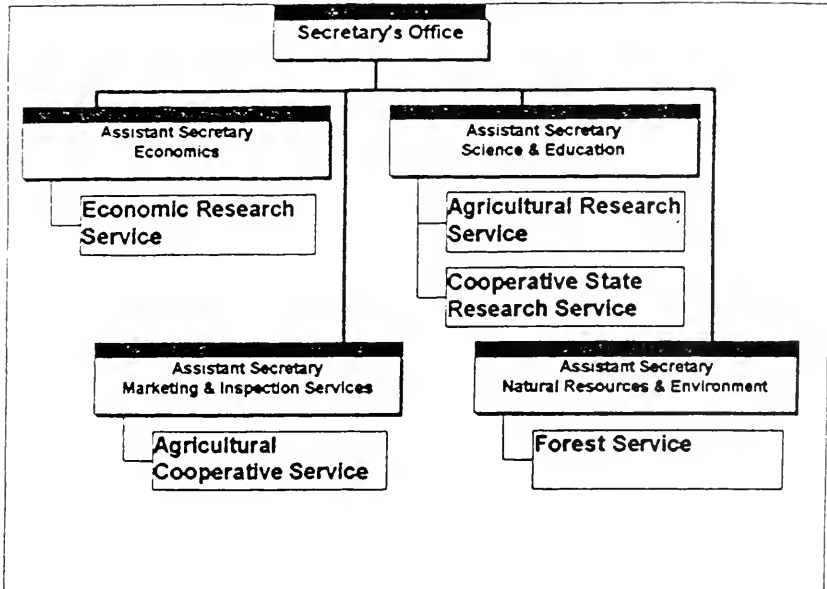 Secretary's Office
Assistant Secretary
Economics
Economic Research
Service
Assistant Secretary
Science & Education
Agricultural Research
Service
Cooperative State
Research Service
Assistant Secretary
Marketing & Inspection Services
Agricultural
Cooperative Service
Assistant Secretary
Natural Resources & Environment
Forest Service